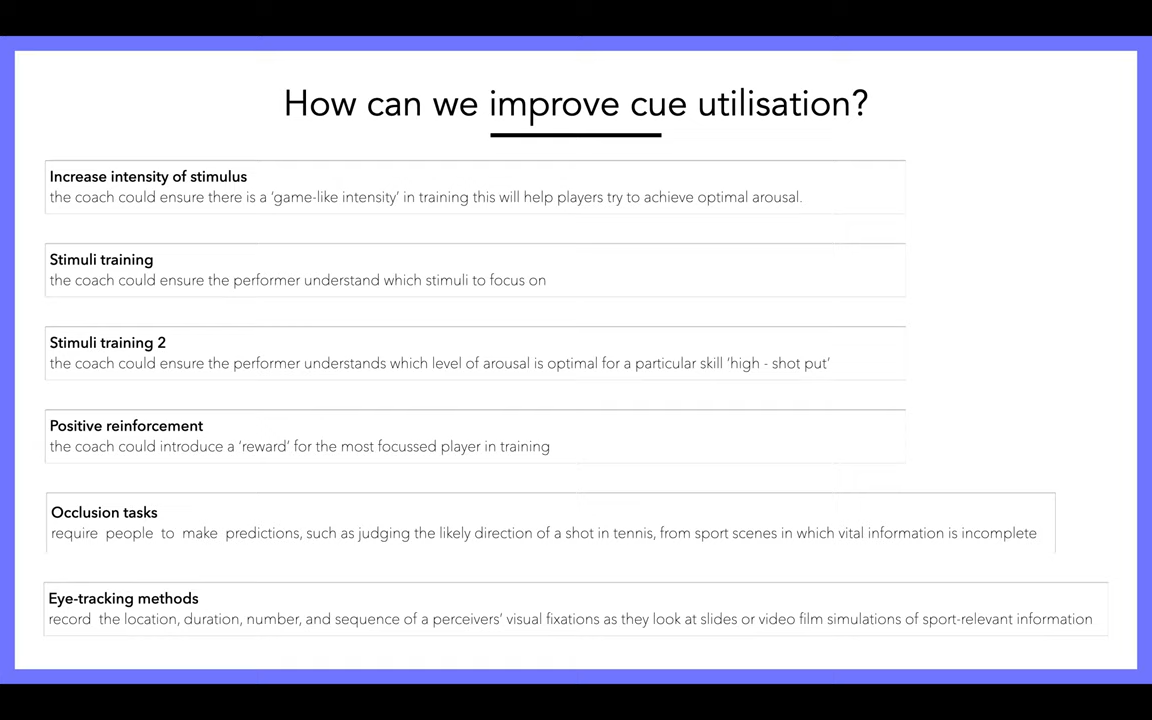 How can we improve cue utilisation?
Increase intensity of stimulus
the coach could ensure there is a ‘game-like intensity’ in training this will help players try to achieve optimal arousal.
Stimuli training
the coach could ensure the performer understand which stimuli to focus on
Stimuli training 2
the coach could ensure the performer understands which level of arousal is optimal for a particular skill ‘high - shot put’
Positive reinforcement
the coach could introduce a ‘reward’ for the most focussed player in training
Occlusion tasks
require people to make predictions, such as judging the likely direction of a shot in tennis, from sport scenes in which vital information is incomplete
Eye-tracking methods
record the location, duration, number, and sequence of a perceivers’ visual fixations as they look at slides or video film simulations of sport-relevant information